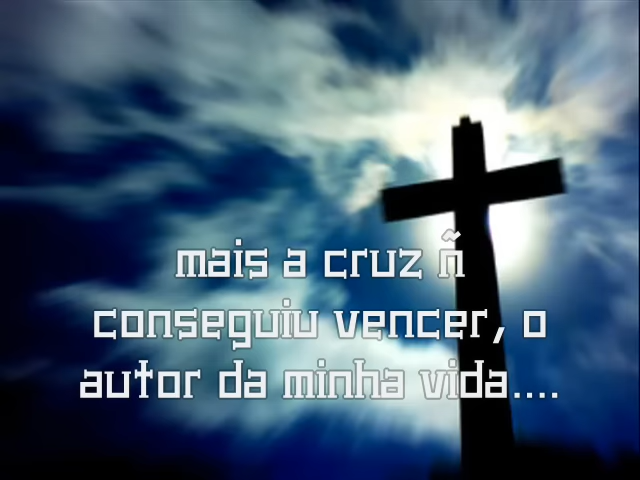 mais a cruz ñ
conseguiu vencer, o
autor da minha vida....